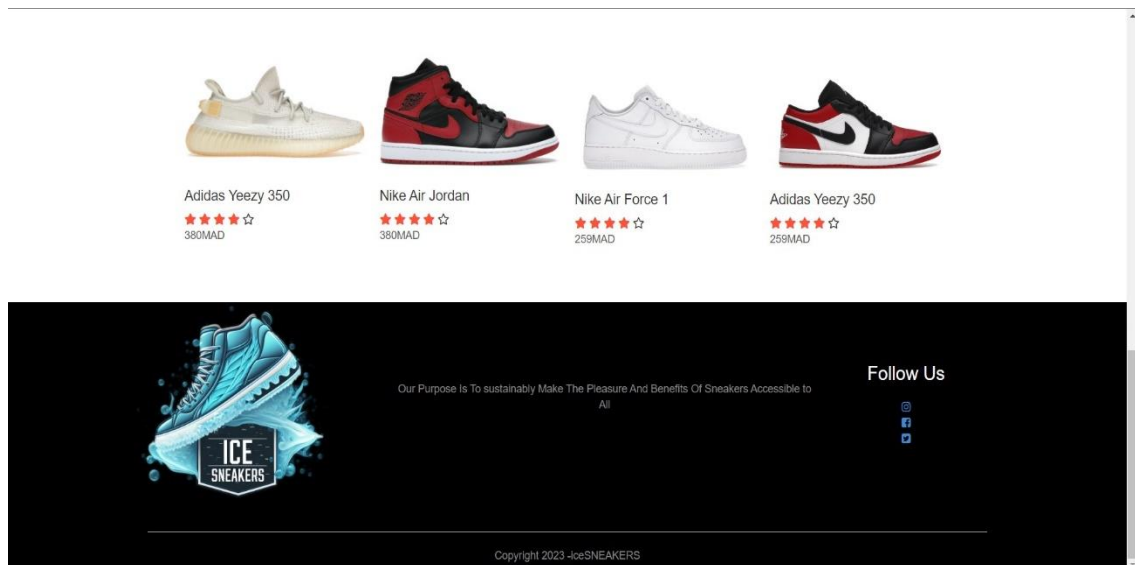 Adidas Yeezy 350
380MAD
Nike Air Jordan
380MAD
Nike Air Force 1
259MAD
Adidas Yeezy 350
259MAD
ICE
SNEAKERS
Our Purpose Is To sustainably Make The Pleasure And Benefits Of Sneakers Accessible to
All
Follow Us
Copyright 2023 -iceSNEAKERS